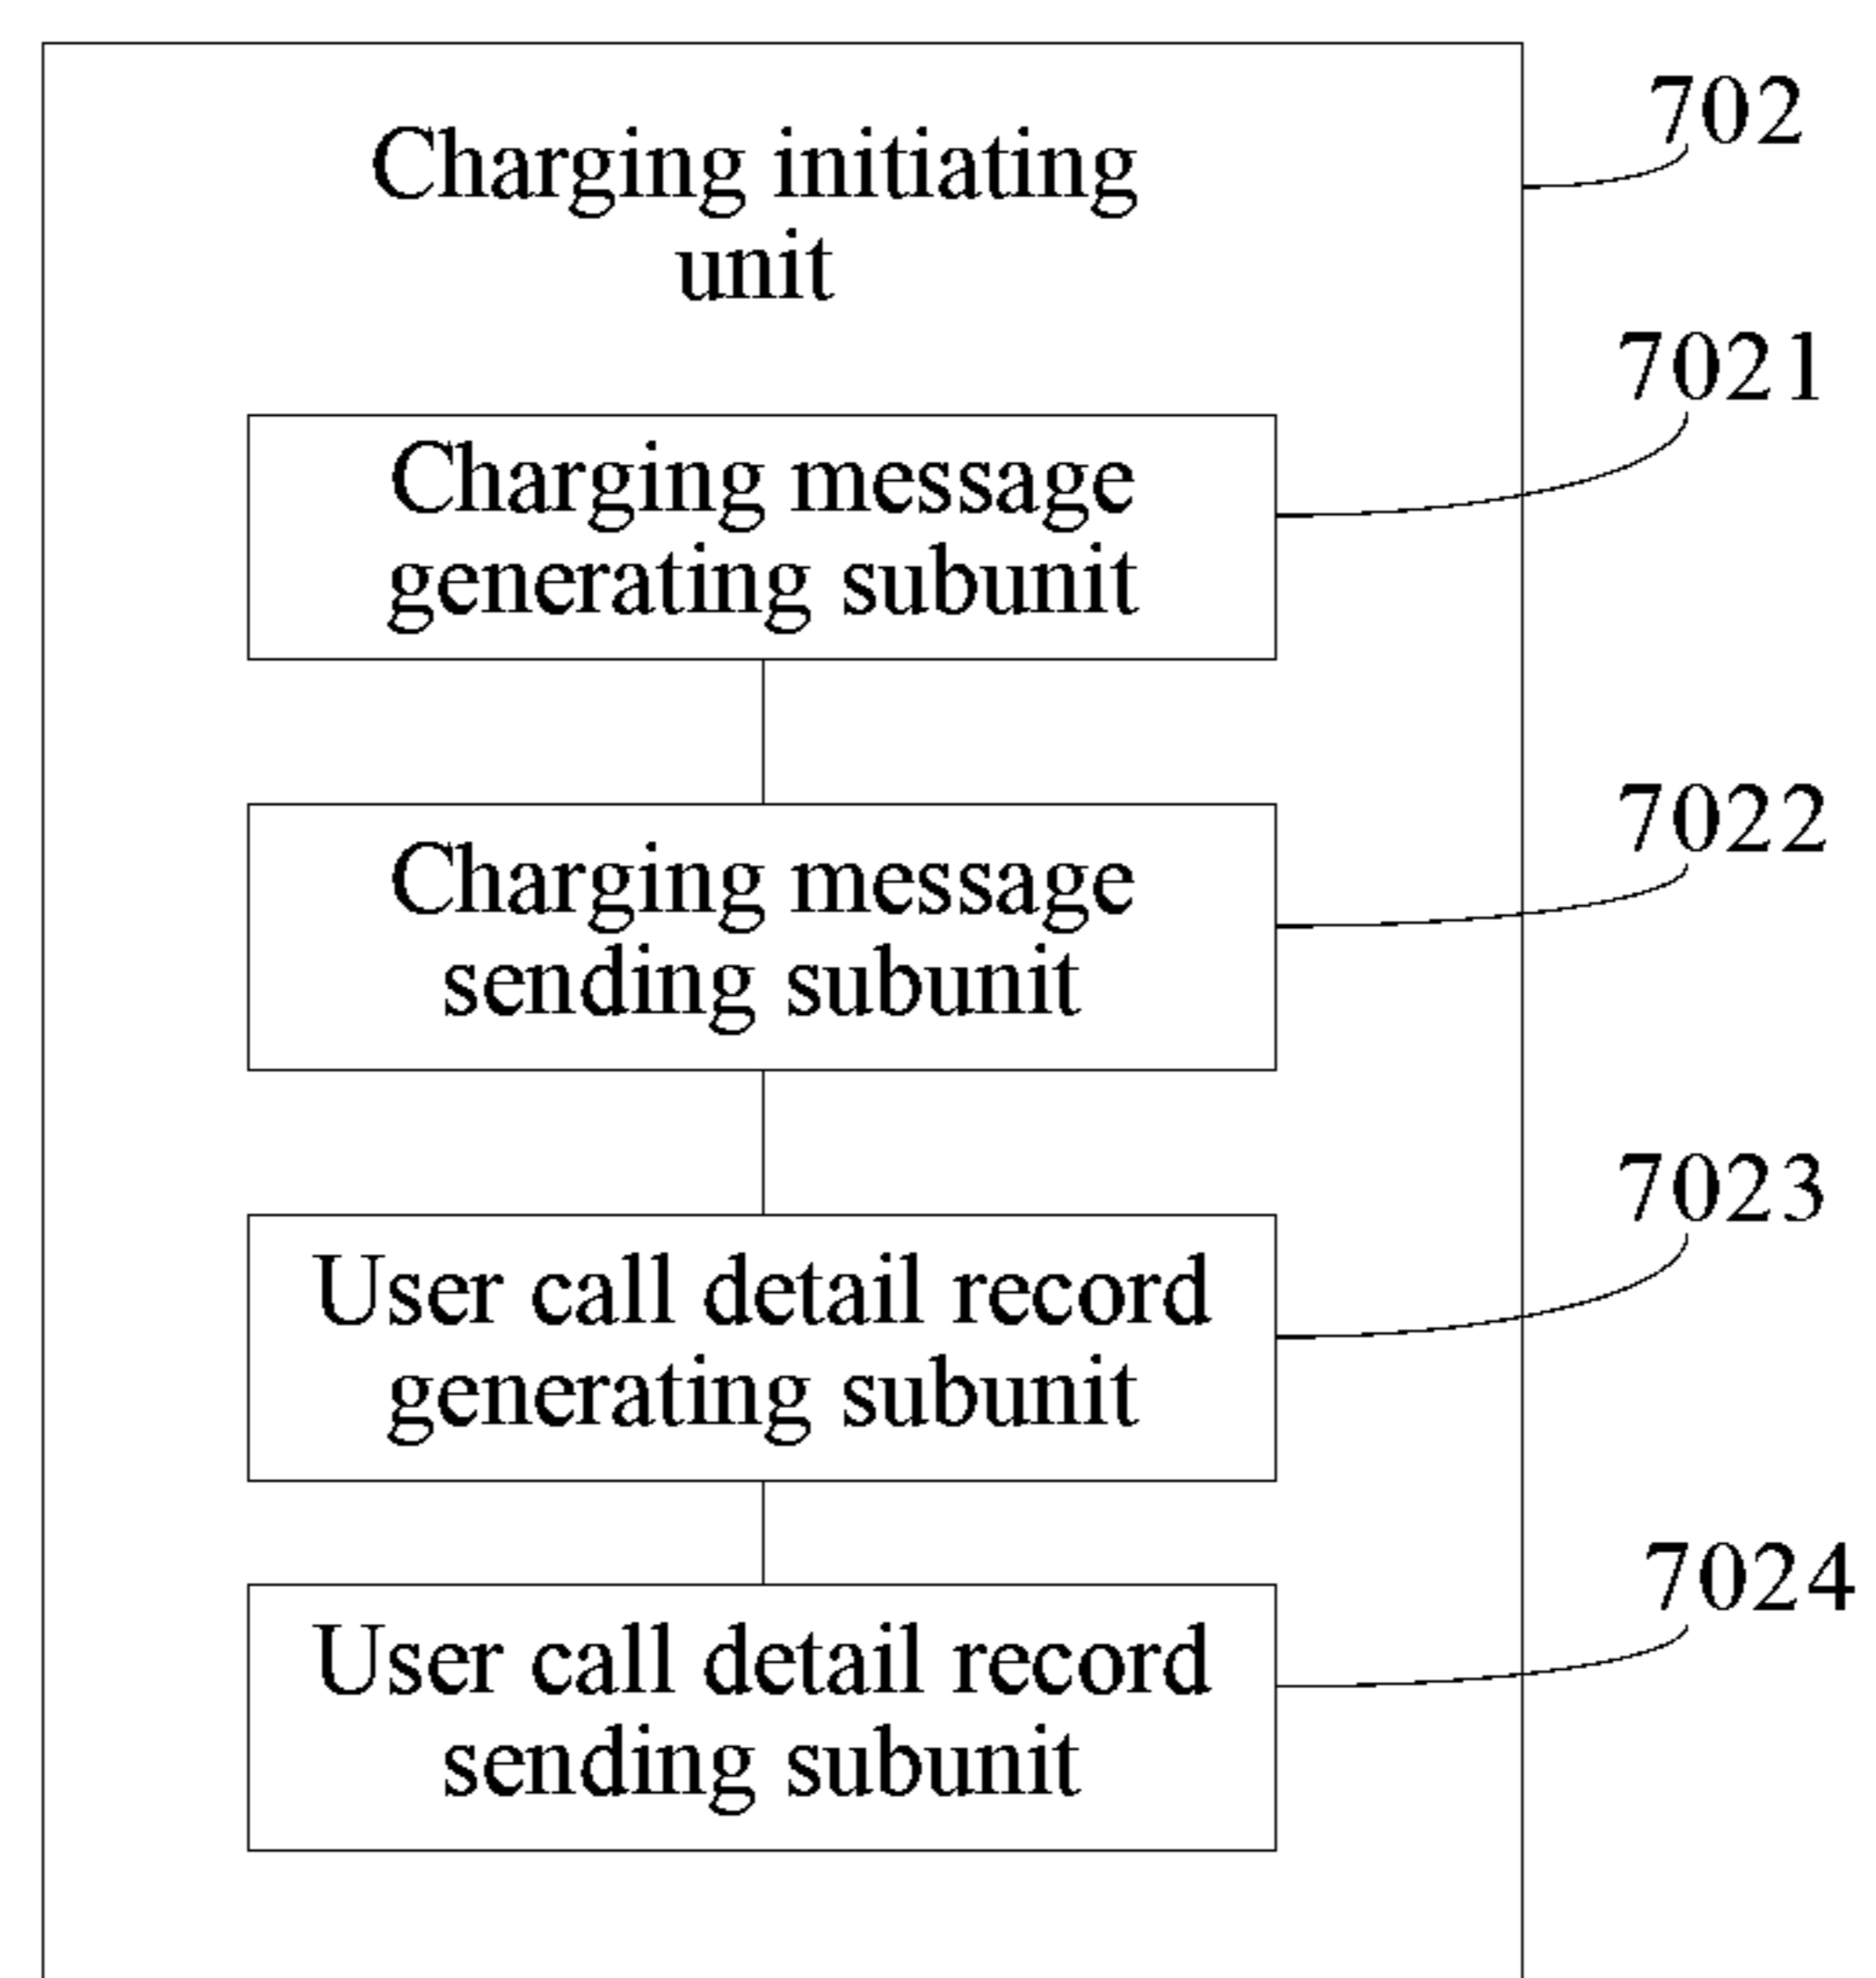 702
Charging initiating
unit
7021
Charging message
generating subunit
7022
Charging message
sending subunit
7023
User call detail record
generating subunit
7024
User call detail record
sending subunit